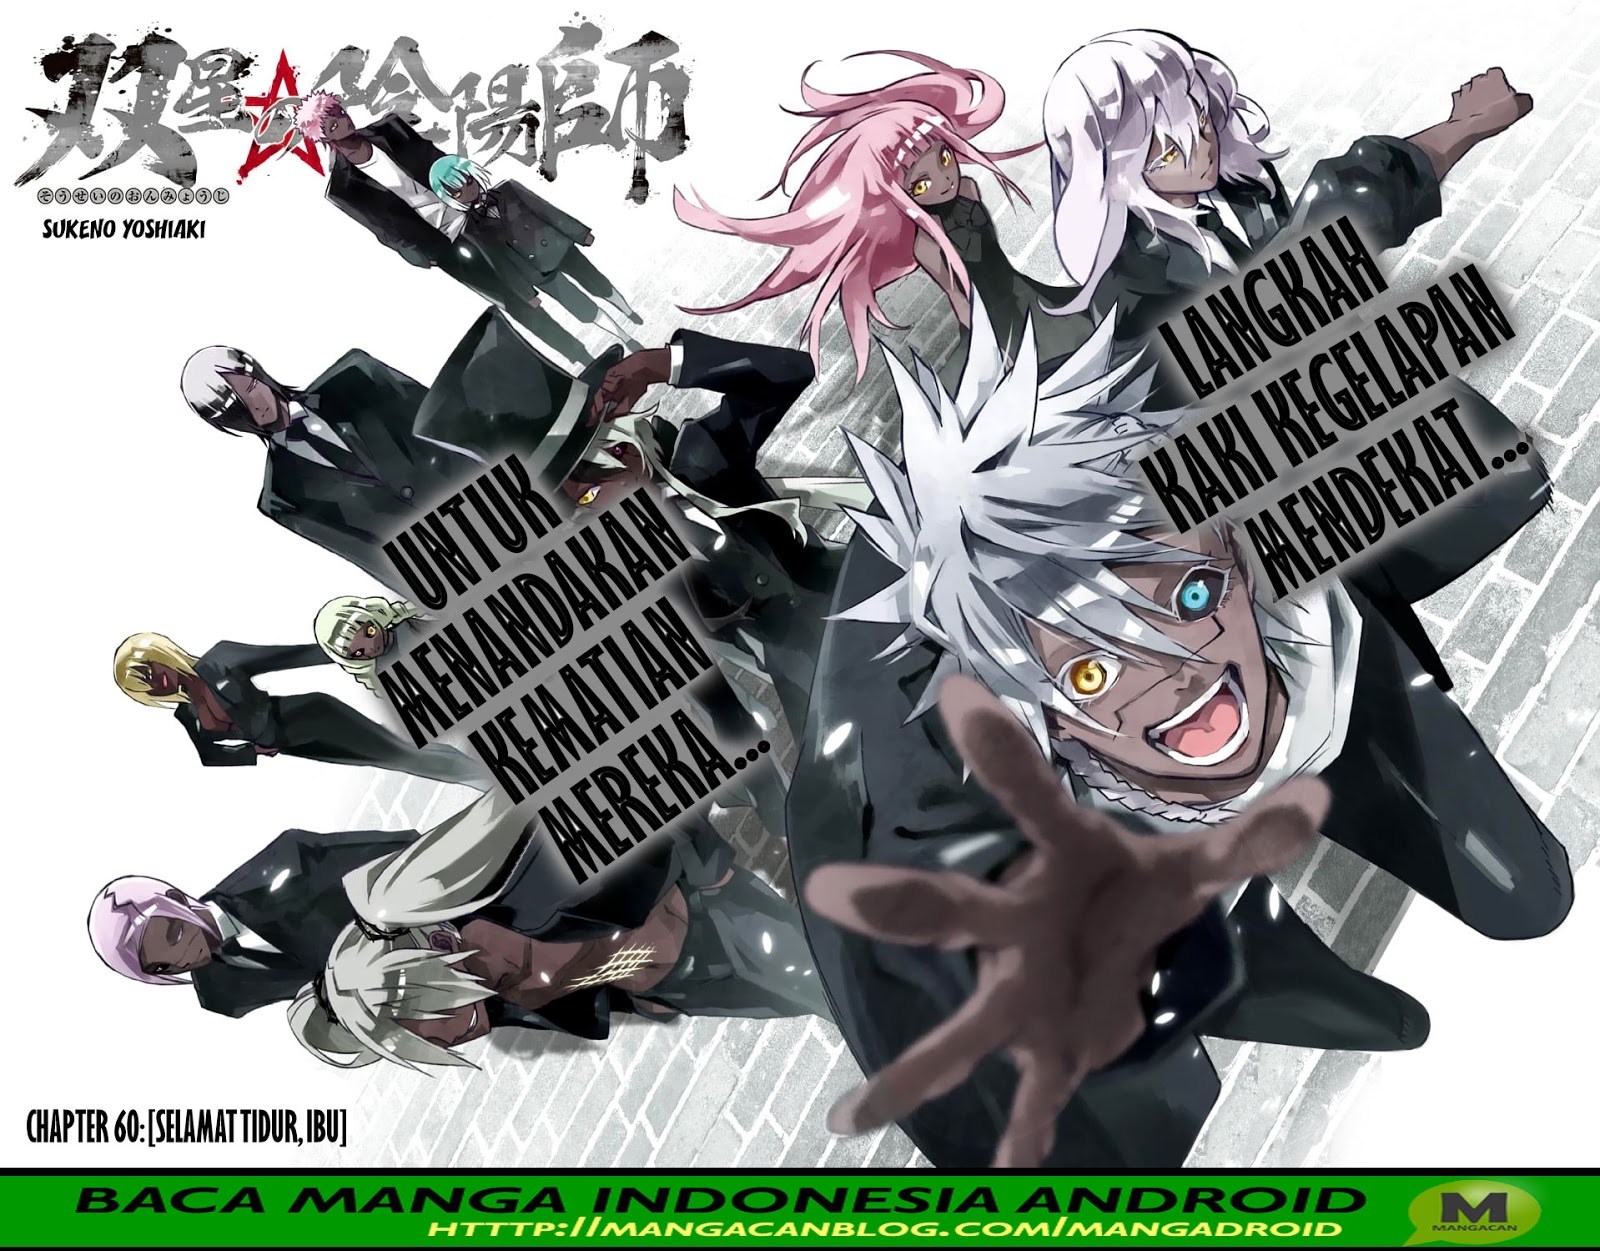 双星の陰陽師
そうせいのおんみょうじ
SUKENO YOSHIAKI
LANGKAH
KAKI KEGELAPAN
MENDEKAT...
UNTUK
MENANDAKAN
KEMATIAN
MEREKA...
CHAPTER 60: [SELAMAT TIDUR, IBU]
BACA MANGA INDONESIA ANDROID
HTTTP://MANGACANBLOG.COM/MANGADROID
M
MANGACAN